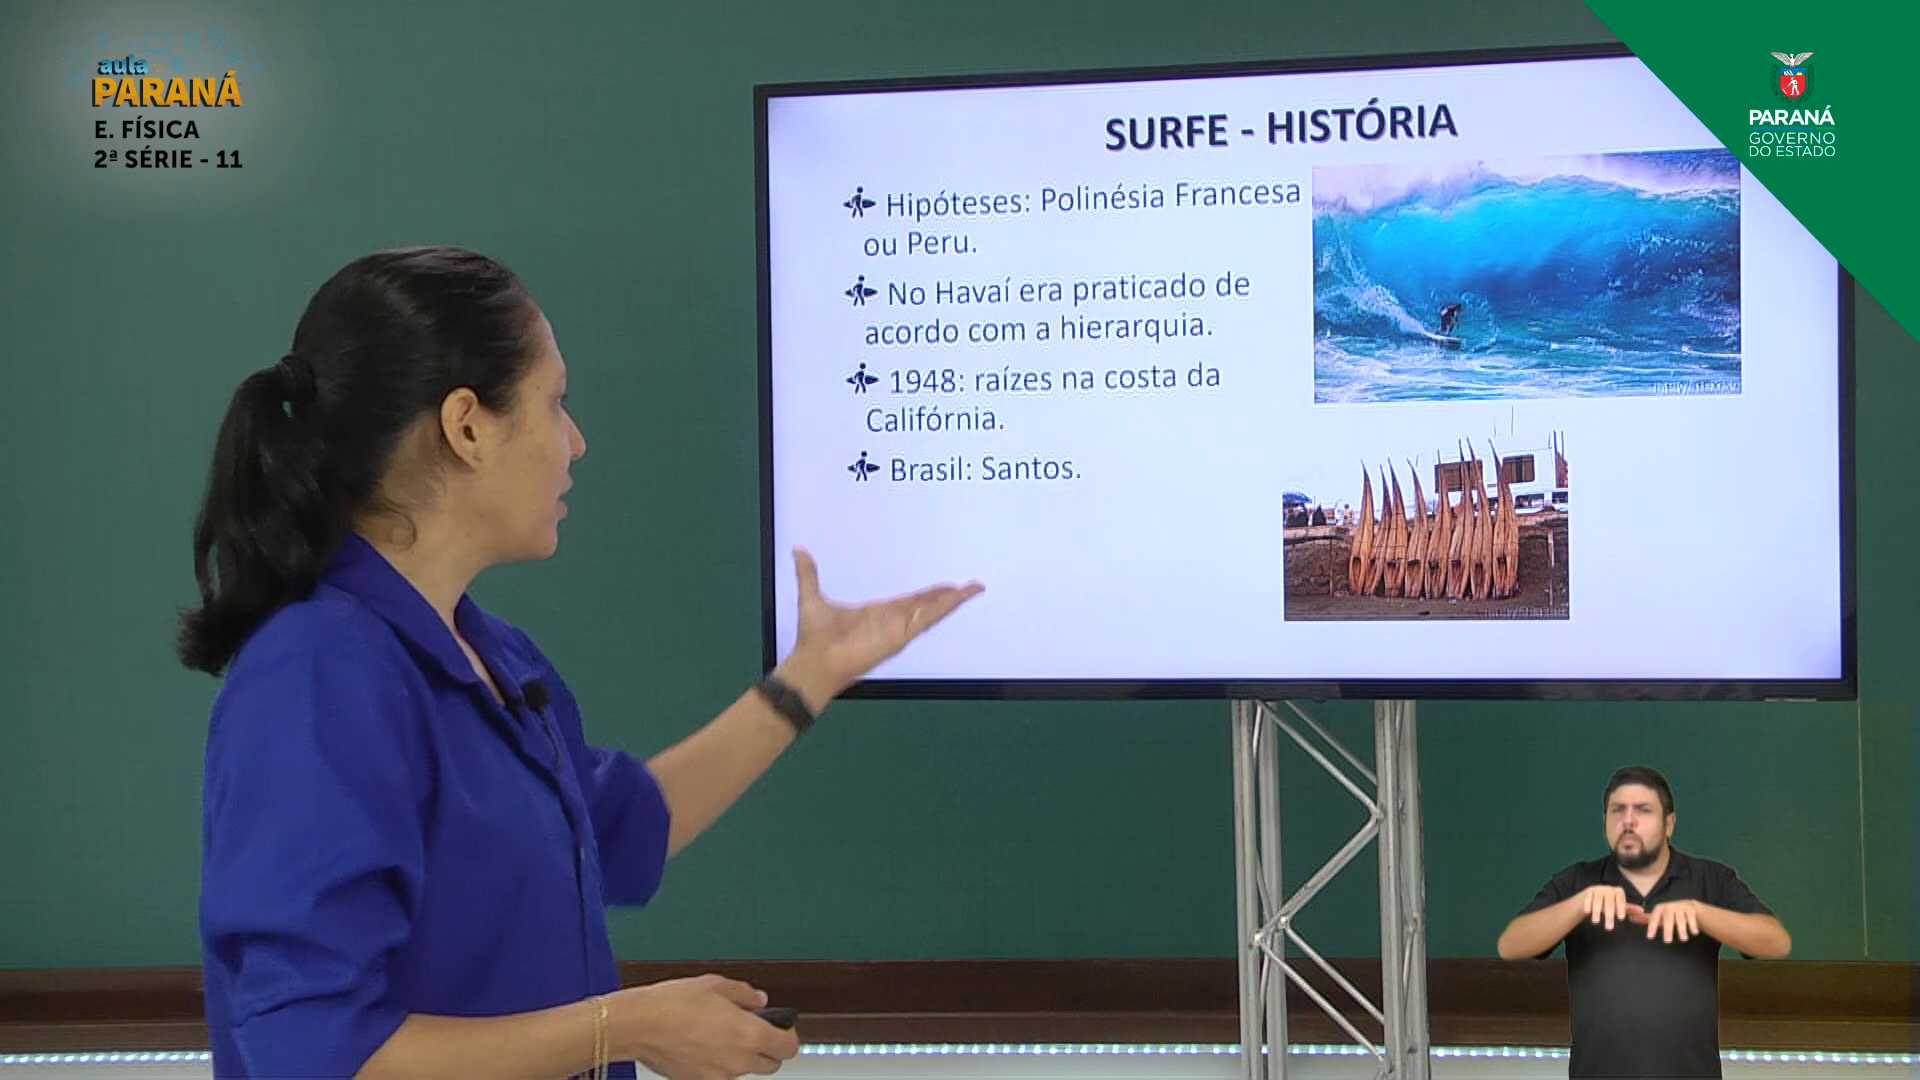 aula
PARANÁ
E. FÍSICA
2ª SÉRIE - 11
SURFE - HISTÓRIA
Hipóteses: Polinésia Francesa
ou Peru.
No Havaí era praticado de
acordo com a hierarquia.
1948: raízes na costa da
Califórnia.
Brasil: Santos.
PARANÁ
GOVERNO
DO ESTADO